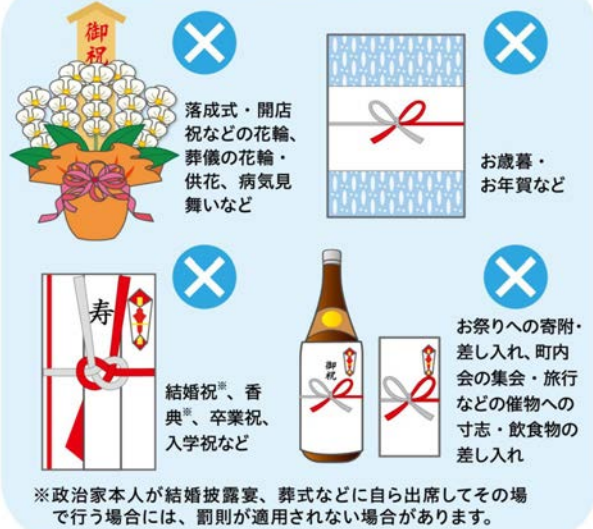 御祝
落成式・開店
祝などの花輪、
葬儀の花輪・
供花、病気見
舞いなど
お歳暮・
お年賀など
寿
結婚祝※、香
典※、卒業祝、
入学祝など
御祝
お祭りへの寄附・
差し入れ、町内
会の集会・旅行
などの催物への
寸志・飲食物の
差し入れ
※政治家本人が結婚披露宴、葬式などに自ら出席してその場
で行う場合には、罰則が適用されない場合があります。